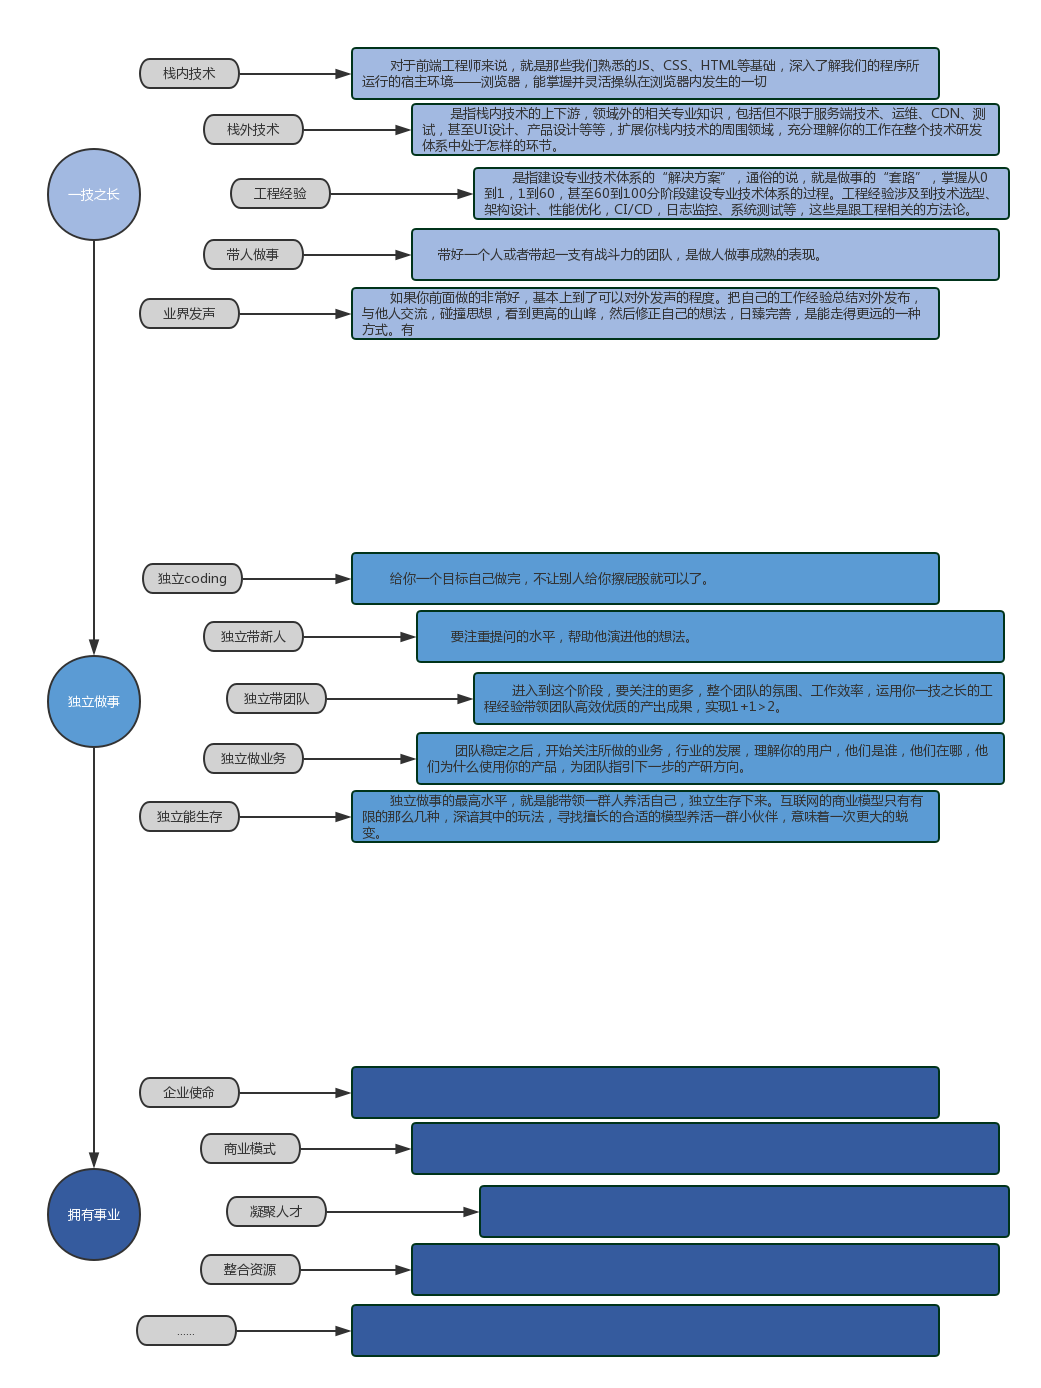 栈内技术
对于前端工程师来说，就是那些我们熟悉的JS、CSS、HTML等基础，深入了解我们的程序所
运行的宿主环境——浏览器，能掌握并灵活操纵在浏览器内发生的一切
栈外技术
是指栈内技术的上下游，领域外的相关专业知识，包括但不限于服务端技术、运维、CDN、测
试，甚至UI设计、产品设计等等，扩展你栈内技术的周围领域，充分理解你的工作在整个技术研发
体系中处于怎样的环节。
一技之长
工程经验
是指建设专业技术体系的“解决方案”，通俗的说，就是做事的“套路”，掌握从0
到1，1到60，甚至60到100分阶段建设专业技术体系的过程。工程经验涉及到技术选型、
架构设计、性能优化，CI/CD，日志监控、系统测试等，这些是跟工程相关的方法论。
带人做事
带好一个人或者带起一支有战斗力的团队，是做人做事成熟的表现。
业界发声
如果你前面做的非常好，基本上到了可以对外发声的程度。把自己的工作经验总结对外发布，
与他人交流，碰撞思想，看到更高的山峰，然后修正自己的想法，日臻完善，是能走得更远的一种
方式。有
独立coding
给你一个目标自己做完，不让别人给你擦屁股就可以了。
独立带新人
要注重提问的水平，帮助他演进他的想法。
独立做事
独立带团队
进入到这个阶段，要关注的更多，整个团队的氛围、工作效率，运用你一技之长的工
程经验带领团队高效优质的产出成果，实现1+1>2。
独立做业务
团队稳定之后，开始关注所做的业务，行业的发展，理解你的用户，他们是谁，他们在哪，他
们为什么使用你的产品，为团队指引下一步的产研方向。
独立能生存
独立做事的最高水平，就是能带领一群人养活自己，独立生存下来。互联网的商业模型只有有
限的那么几种，深谙其中的玩法，寻找擅长的合适的模型养活一群小伙伴，意味着一次更大的蜕
变。
企业使命
商业模式
拥有事业
凝聚人才
整合资源
......